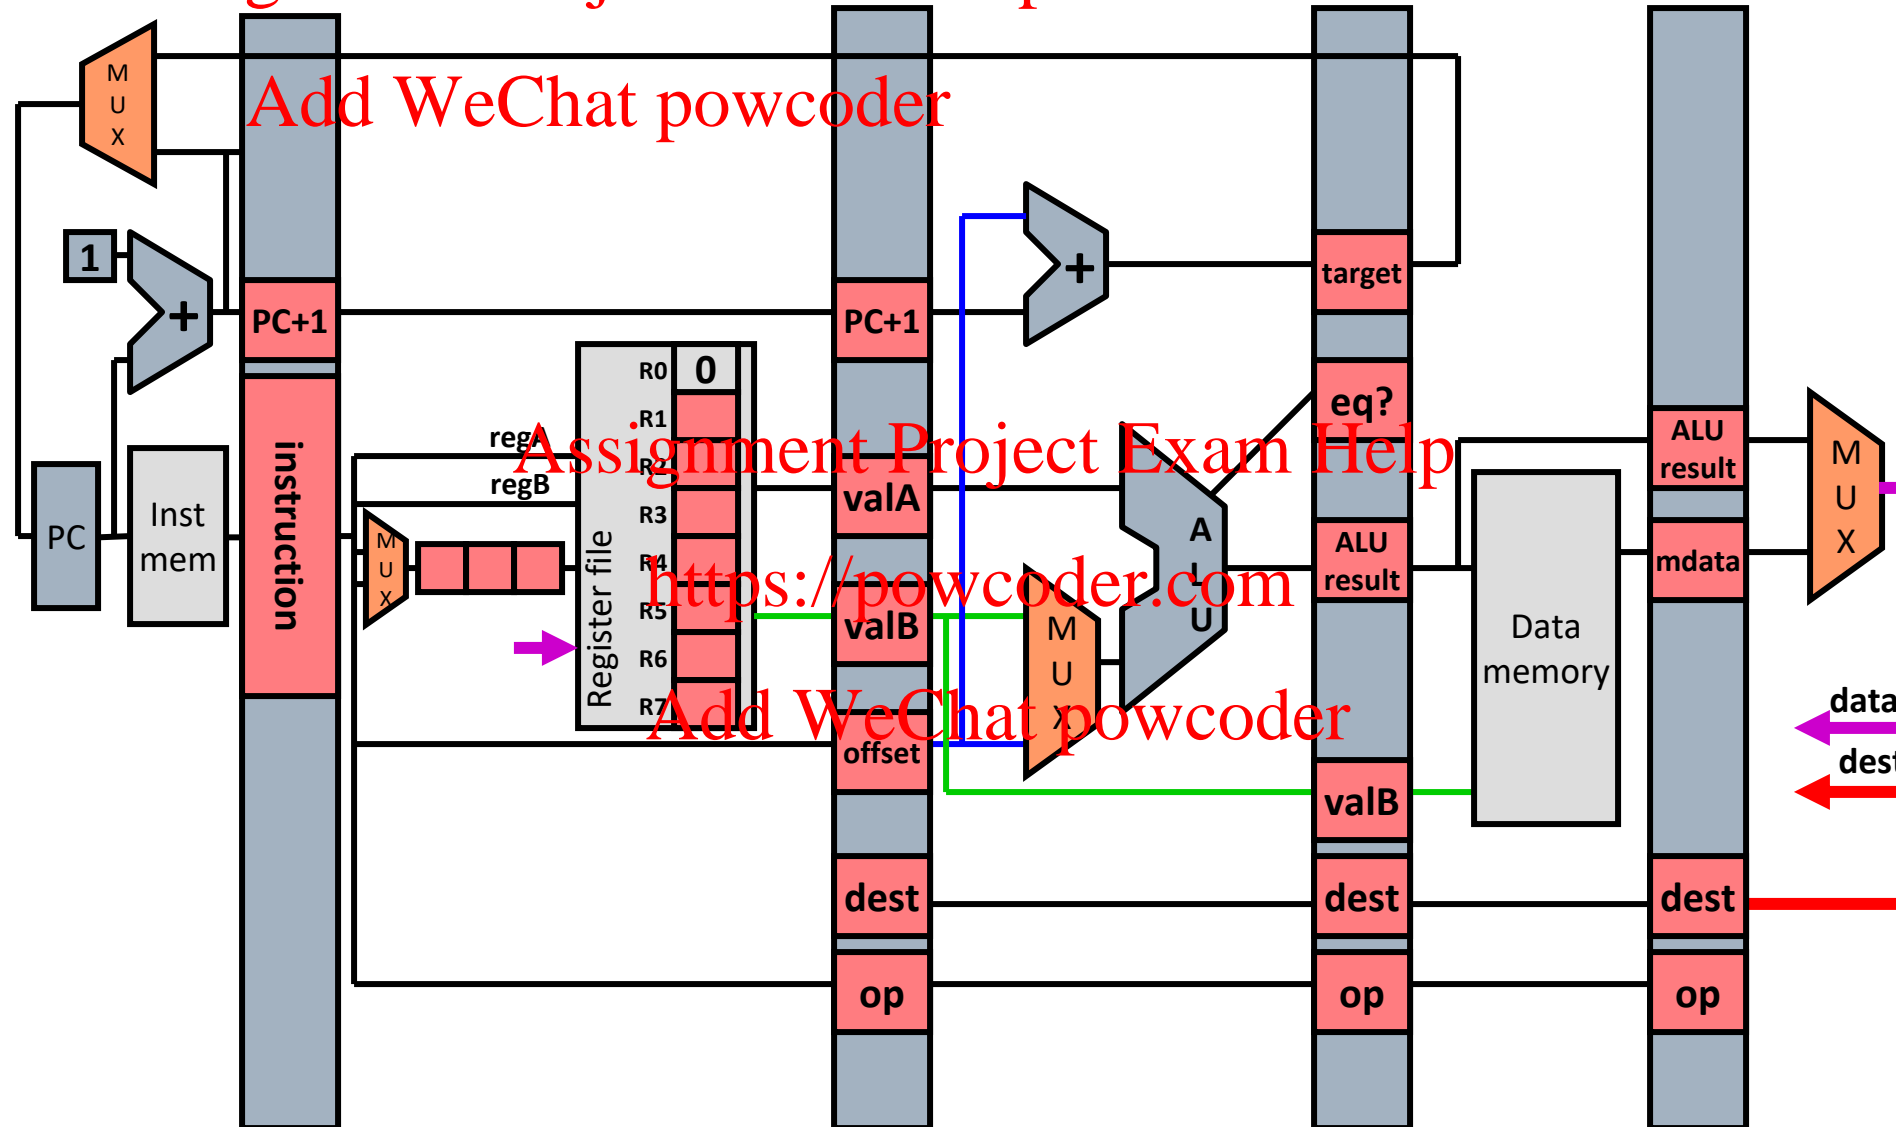 Add WeChat powcoder
M
U
X
1
+
PC+1
PC+1
+
target
R0 0
R1
regA
R2
regB
R3
R4
R5
R6
R7
Register file
eq?
Assignment Project Exam Help
ALU
result
M
U
X
valA
PC
Inst
mem
instruction
M
U
X
A
L
U
ALU
result
mdata
https://powcoder.com
valB
M
U
X
Data
memory
Add WeChat powcoder
offset
data
dest
valB
dest
dest
dest
op
op
op